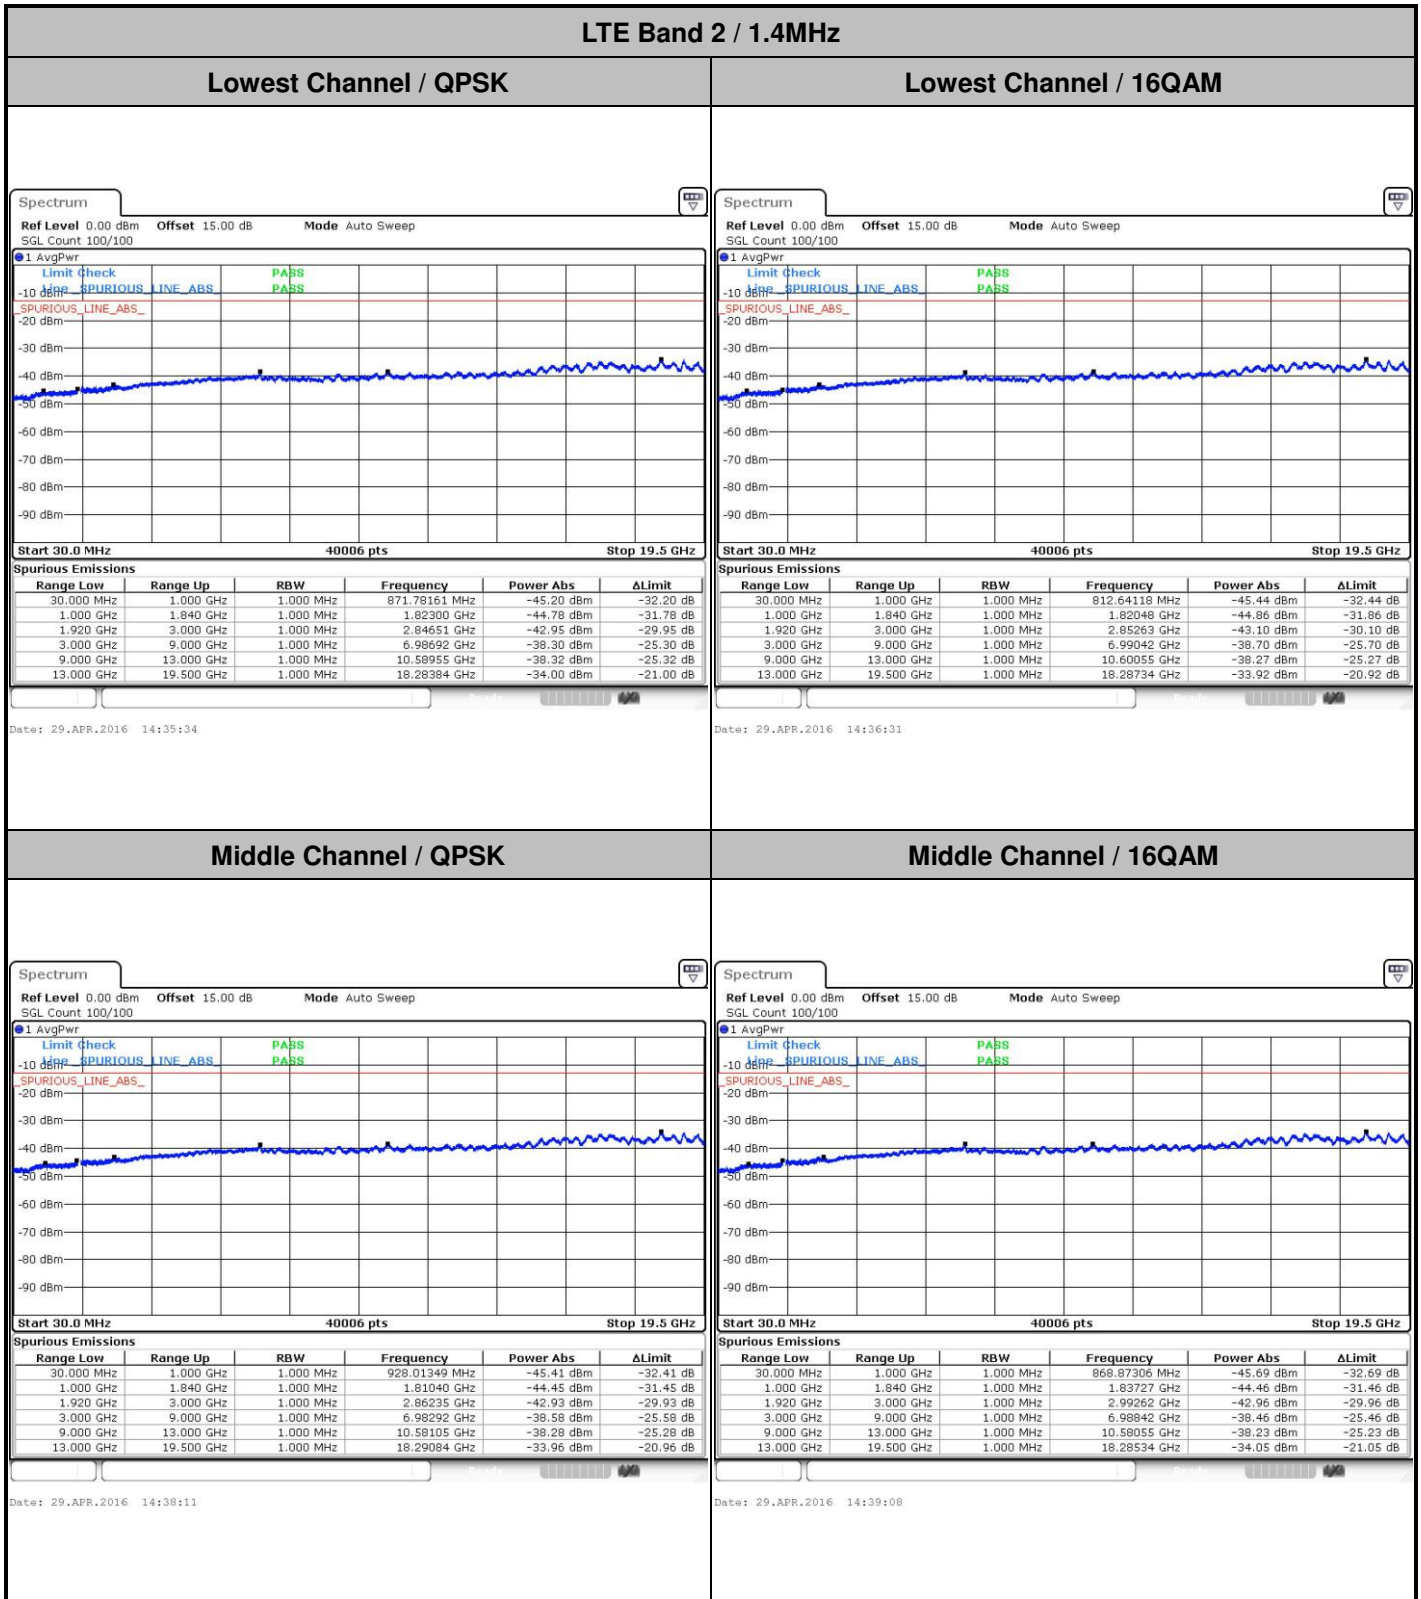 LTE Band 2 / 1.4MHz
Lowest Channel / QPSK
Lowest Channel / 16QAM
Spectrum
Ref Level 0.00 dBm Offset 15.00 dB Mode Auto Sweep
SGL Count 100/100
1 AvgPwr
Limit Check PASS
Line _SPURIOUS_LINE_ABS_ PASS
-10 dBm
_SPURIOUS_LINE_ABS_
-20 dBm
-30 dBm
-40 dBm
-50 dBm
-60 dBm
-70 dBm
-80 dBm
-90 dBm
Start 30.0 MHz 40006 pts Stop 19.5 GHz
Spurious Emissions
Range Low Range Up RBW Frequency Power Abs ΔLimit
30.000 MHz 1.000 GHz 1.000 MHz 871.78161 MHz -45.20 dBm -32.20 dB
1.000 GHz 1.840 GHz 1.000 MHz 1.82300 GHz -44.78 dBm -31.78 dB
1.920 GHz 3.000 GHz 1.000 MHz 2.84651 GHz -42.95 dBm -29.95 dB
3.000 GHz 9.000 GHz 1.000 MHz 6.98692 GHz -38.30 dBm -25.30 dB
9.000 GHz 13.000 GHz 1.000 MHz 10.58955 GHz -38.32 dBm -25.32 dB
13.000 GHz 19.500 GHz 1.000 MHz 18.28384 GHz -34.00 dBm -21.00 dB
Date: 29.APR.2016 14:35:34
Spectrum
Ref Level 0.00 dBm Offset 15.00 dB Mode Auto Sweep
SGL Count 100/100
1 AvgPwr
Limit Check PASS
Line _SPURIOUS_LINE_ABS_ PASS
-10 dBm
_SPURIOUS_LINE_ABS_
-20 dBm
-30 dBm
-40 dBm
-50 dBm
-60 dBm
-70 dBm
-80 dBm
-90 dBm
Start 30.0 MHz 40006 pts Stop 19.5 GHz
Spurious Emissions
Range Low Range Up RBW Frequency Power Abs ΔLimit
30.000 MHz 1.000 GHz 1.000 MHz 812.64118 MHz -45.44 dBm -32.44 dB
1.000 GHz 1.840 GHz 1.000 MHz 1.82048 GHz -44.86 dBm -31.86 dB
1.920 GHz 3.000 GHz 1.000 MHz 2.85263 GHz -43.10 dBm -30.10 dB
3.000 GHz 9.000 GHz 1.000 MHz 6.99042 GHz -38.70 dBm -25.70 dB
9.000 GHz 13.000 GHz 1.000 MHz 10.60055 GHz -38.27 dBm -25.27 dB
13.000 GHz 19.500 GHz 1.000 MHz 18.28734 GHz -33.92 dBm -20.92 dB
Date: 29.APR.2016 14:36:31
Middle Channel / QPSK
Middle Channel / 16QAM
Spectrum
Ref Level 0.00 dBm Offset 15.00 dB Mode Auto Sweep
SGL Count 100/100
1 AvgPwr
Limit Check PASS
Line _SPURIOUS_LINE_ABS_ PASS
-10 dBm
_SPURIOUS_LINE_ABS_
-20 dBm
-30 dBm
-40 dBm
-50 dBm
-60 dBm
-70 dBm
-80 dBm
-90 dBm
Start 30.0 MHz 40006 pts Stop 19.5 GHz
Spurious Emissions
Range Low Range Up RBW Frequency Power Abs ΔLimit
30.000 MHz 1.000 GHz 1.000 MHz 928.01349 MHz -45.41 dBm -32.41 dB
1.000 GHz 1.840 GHz 1.000 MHz 1.81040 GHz -44.45 dBm -31.45 dB
1.920 GHz 3.000 GHz 1.000 MHz 2.86235 GHz -42.93 dBm -29.93 dB
3.000 GHz 9.000 GHz 1.000 MHz 6.98292 GHz -38.58 dBm -25.58 dB
9.000 GHz 13.000 GHz 1.000 MHz 10.58105 GHz -38.28 dBm -25.28 dB
13.000 GHz 19.500 GHz 1.000 MHz 18.29084 GHz -33.96 dBm -20.96 dB
Date: 29.APR.2016 14:38:11
Spectrum
Ref Level 0.00 dBm Offset 15.00 dB Mode Auto Sweep
SGL Count 100/100
1 AvgPwr
Limit Check PASS
Line _SPURIOUS_LINE_ABS_ PASS
-10 dBm
_SPURIOUS_LINE_ABS_
-20 dBm
-30 dBm
-40 dBm
-50 dBm
-60 dBm
-70 dBm
-80 dBm
-90 dBm
Start 30.0 MHz 40006 pts Stop 19.5 GHz
Spurious Emissions
Range Low Range Up RBW Frequency Power Abs ΔLimit
30.000 MHz 1.000 GHz 1.000 MHz 868.87306 MHz -45.69 dBm -32.69 dB
1.000 GHz 1.840 GHz 1.000 MHz 1.83727 GHz -44.46 dBm -31.46 dB
1.920 GHz 3.000 GHz 1.000 MHz 2.99262 GHz -42.96 dBm -29.96 dB
3.000 GHz 9.000 GHz 1.000 MHz 6.98842 GHz -38.46 dBm -25.46 dB
9.000 GHz 13.000 GHz 1.000 MHz 10.58055 GHz -38.23 dBm -25.23 dB
13.000 GHz 19.500 GHz 1.000 MHz 18.28534 GHz -34.05 dBm -21.05 dB
Date: 29.APR.2016 14:39:08